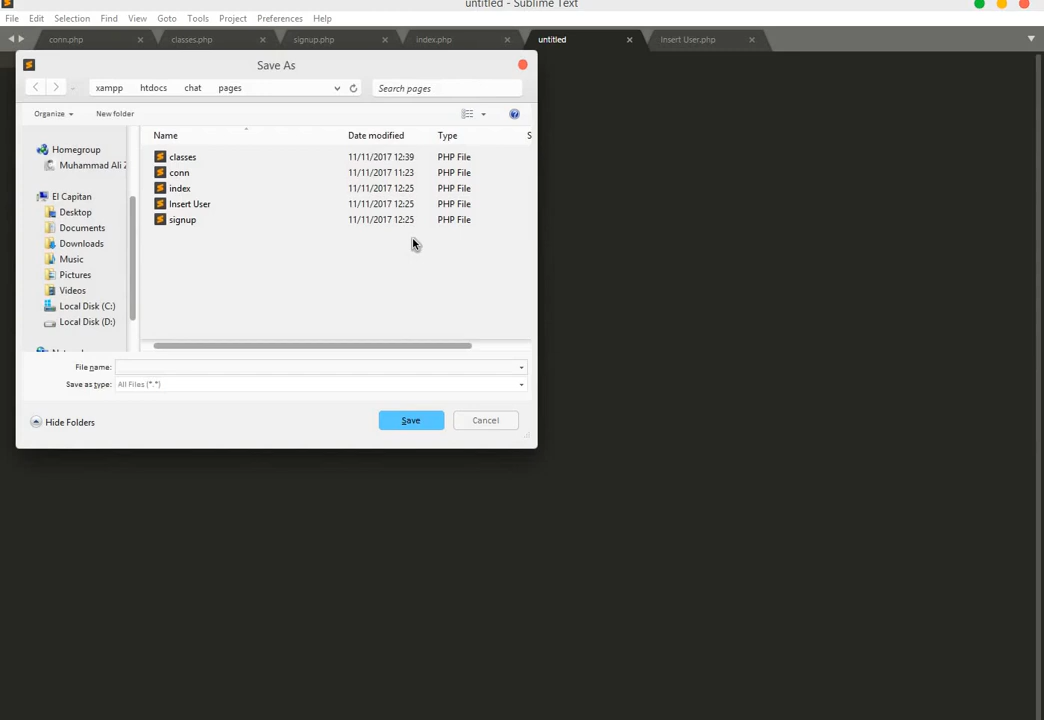 untitled - Sublime Text
File Edit Selection Find View Goto Tools Project Preferences Help
conn.php classes.php signup.php index.php untitled Insert User.php
Save As
xampp htdocs chat pages Search pages
Organize New folder
Name Date modified Type S
Homegroup
Muhammad Ali Z
El Capitan
Desktop
Documents
Downloads
Music
Pictures
Videos
Local Disk (C:)
Local Disk (D:)
classes 11/11/2017 12:39 PHP File
conn 11/11/2017 11:23 PHP File
index 11/11/2017 12:25 PHP File
Insert User 11/11/2017 12:25 PHP File
signup 11/11/2017 12:25 PHP File
File name:
Save as type: All Files (*.*)
Hide Folders Save Cancel